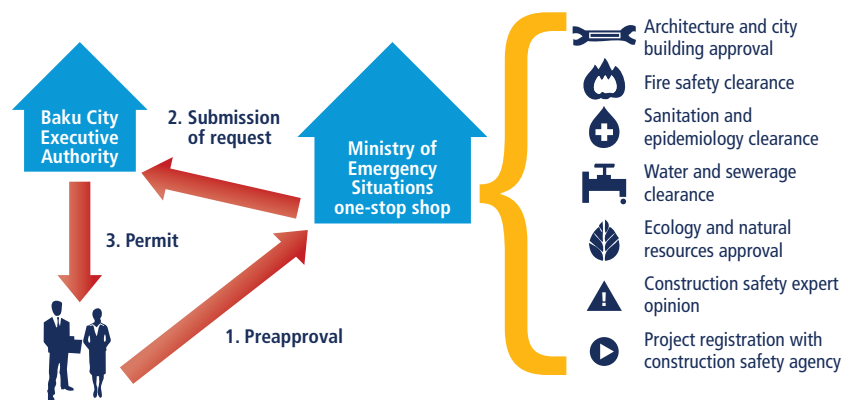 Baku City
Executive
Authority
2. Submission
of request
Ministry of
Emergency
Situations
one-stop shop
3. Permit
1. Preapproval
Architecture and city
building approval
Fire safety clearance
Sanitation and
epidemiology clearance
Water and sewerage
clearance
Ecology and natural
resources approval
Construction safety expert
opinion
Project registration with
construction safety agency